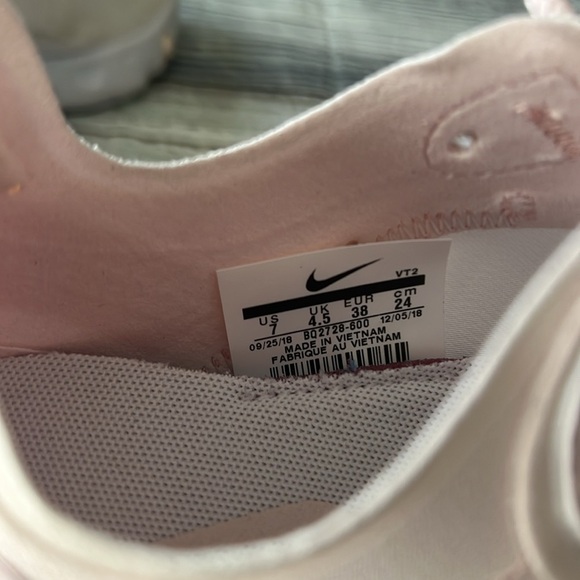 VT2
US UK EUR cm
7 4.5 38 24
09/25/18 BQ2728-600 12/05/18
MADE IN VIETNAM
FABRIQUE AU VIETNAM